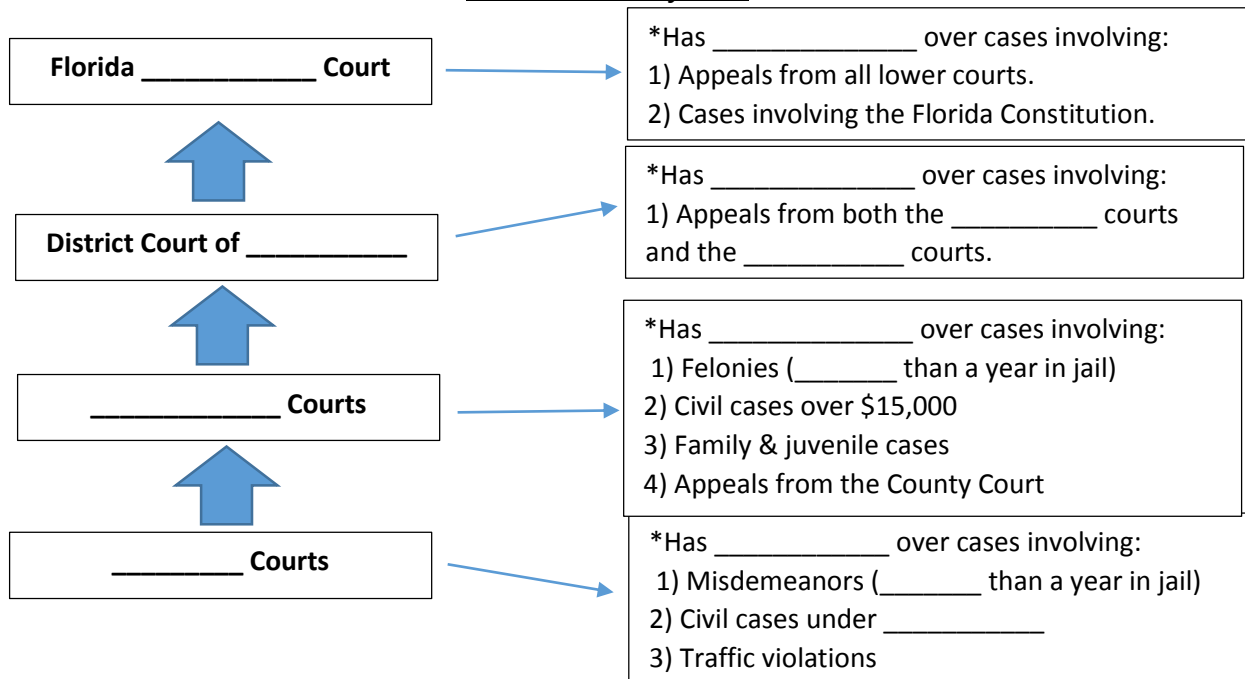 Florida ____________ Court
*Has ______________ over cases involving:
1) Appeals from all lower courts.
2) Cases involving the Florida Constitution.
District Court of ___________
*Has ______________ over cases involving:
1) Appeals from both the __________ courts
and the ___________ courts.
_____________ Courts
*Has ______________ over cases involving:
1) Felonies (_______ than a year in jail)
2) Civil cases over $15,000
3) Family & juvenile cases
4) Appeals from the County Court
_________ Courts
*Has ____________ over cases involving:
1) Misdemeanors (_______ than a year in jail)
2) Civil cases under ___________
3) Traffic violations